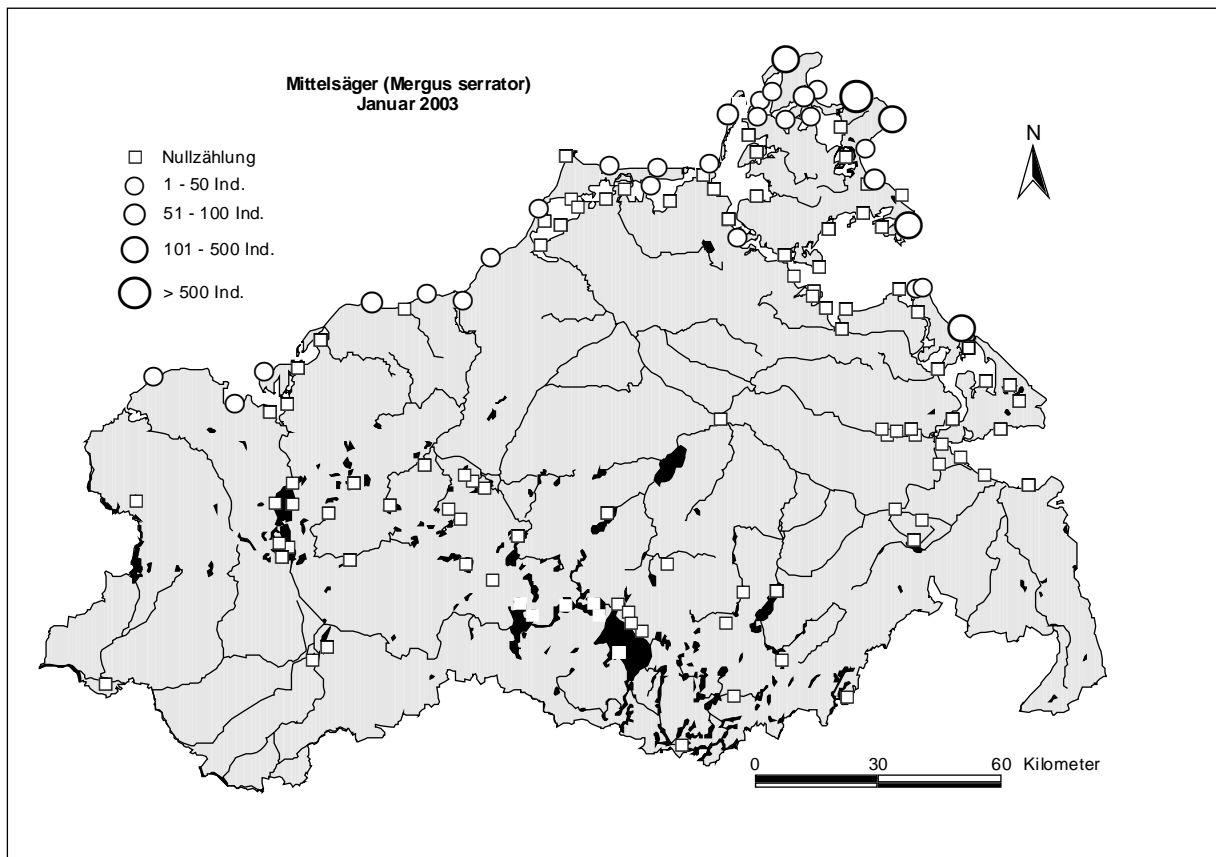 Mittelsäger (Mergus serrator)
Januar 2003
Nullzählung
1 - 50 Ind.
51 - 100 Ind.
101 - 500 Ind.
> 500 Ind.
N
0 30 60 Kilometer